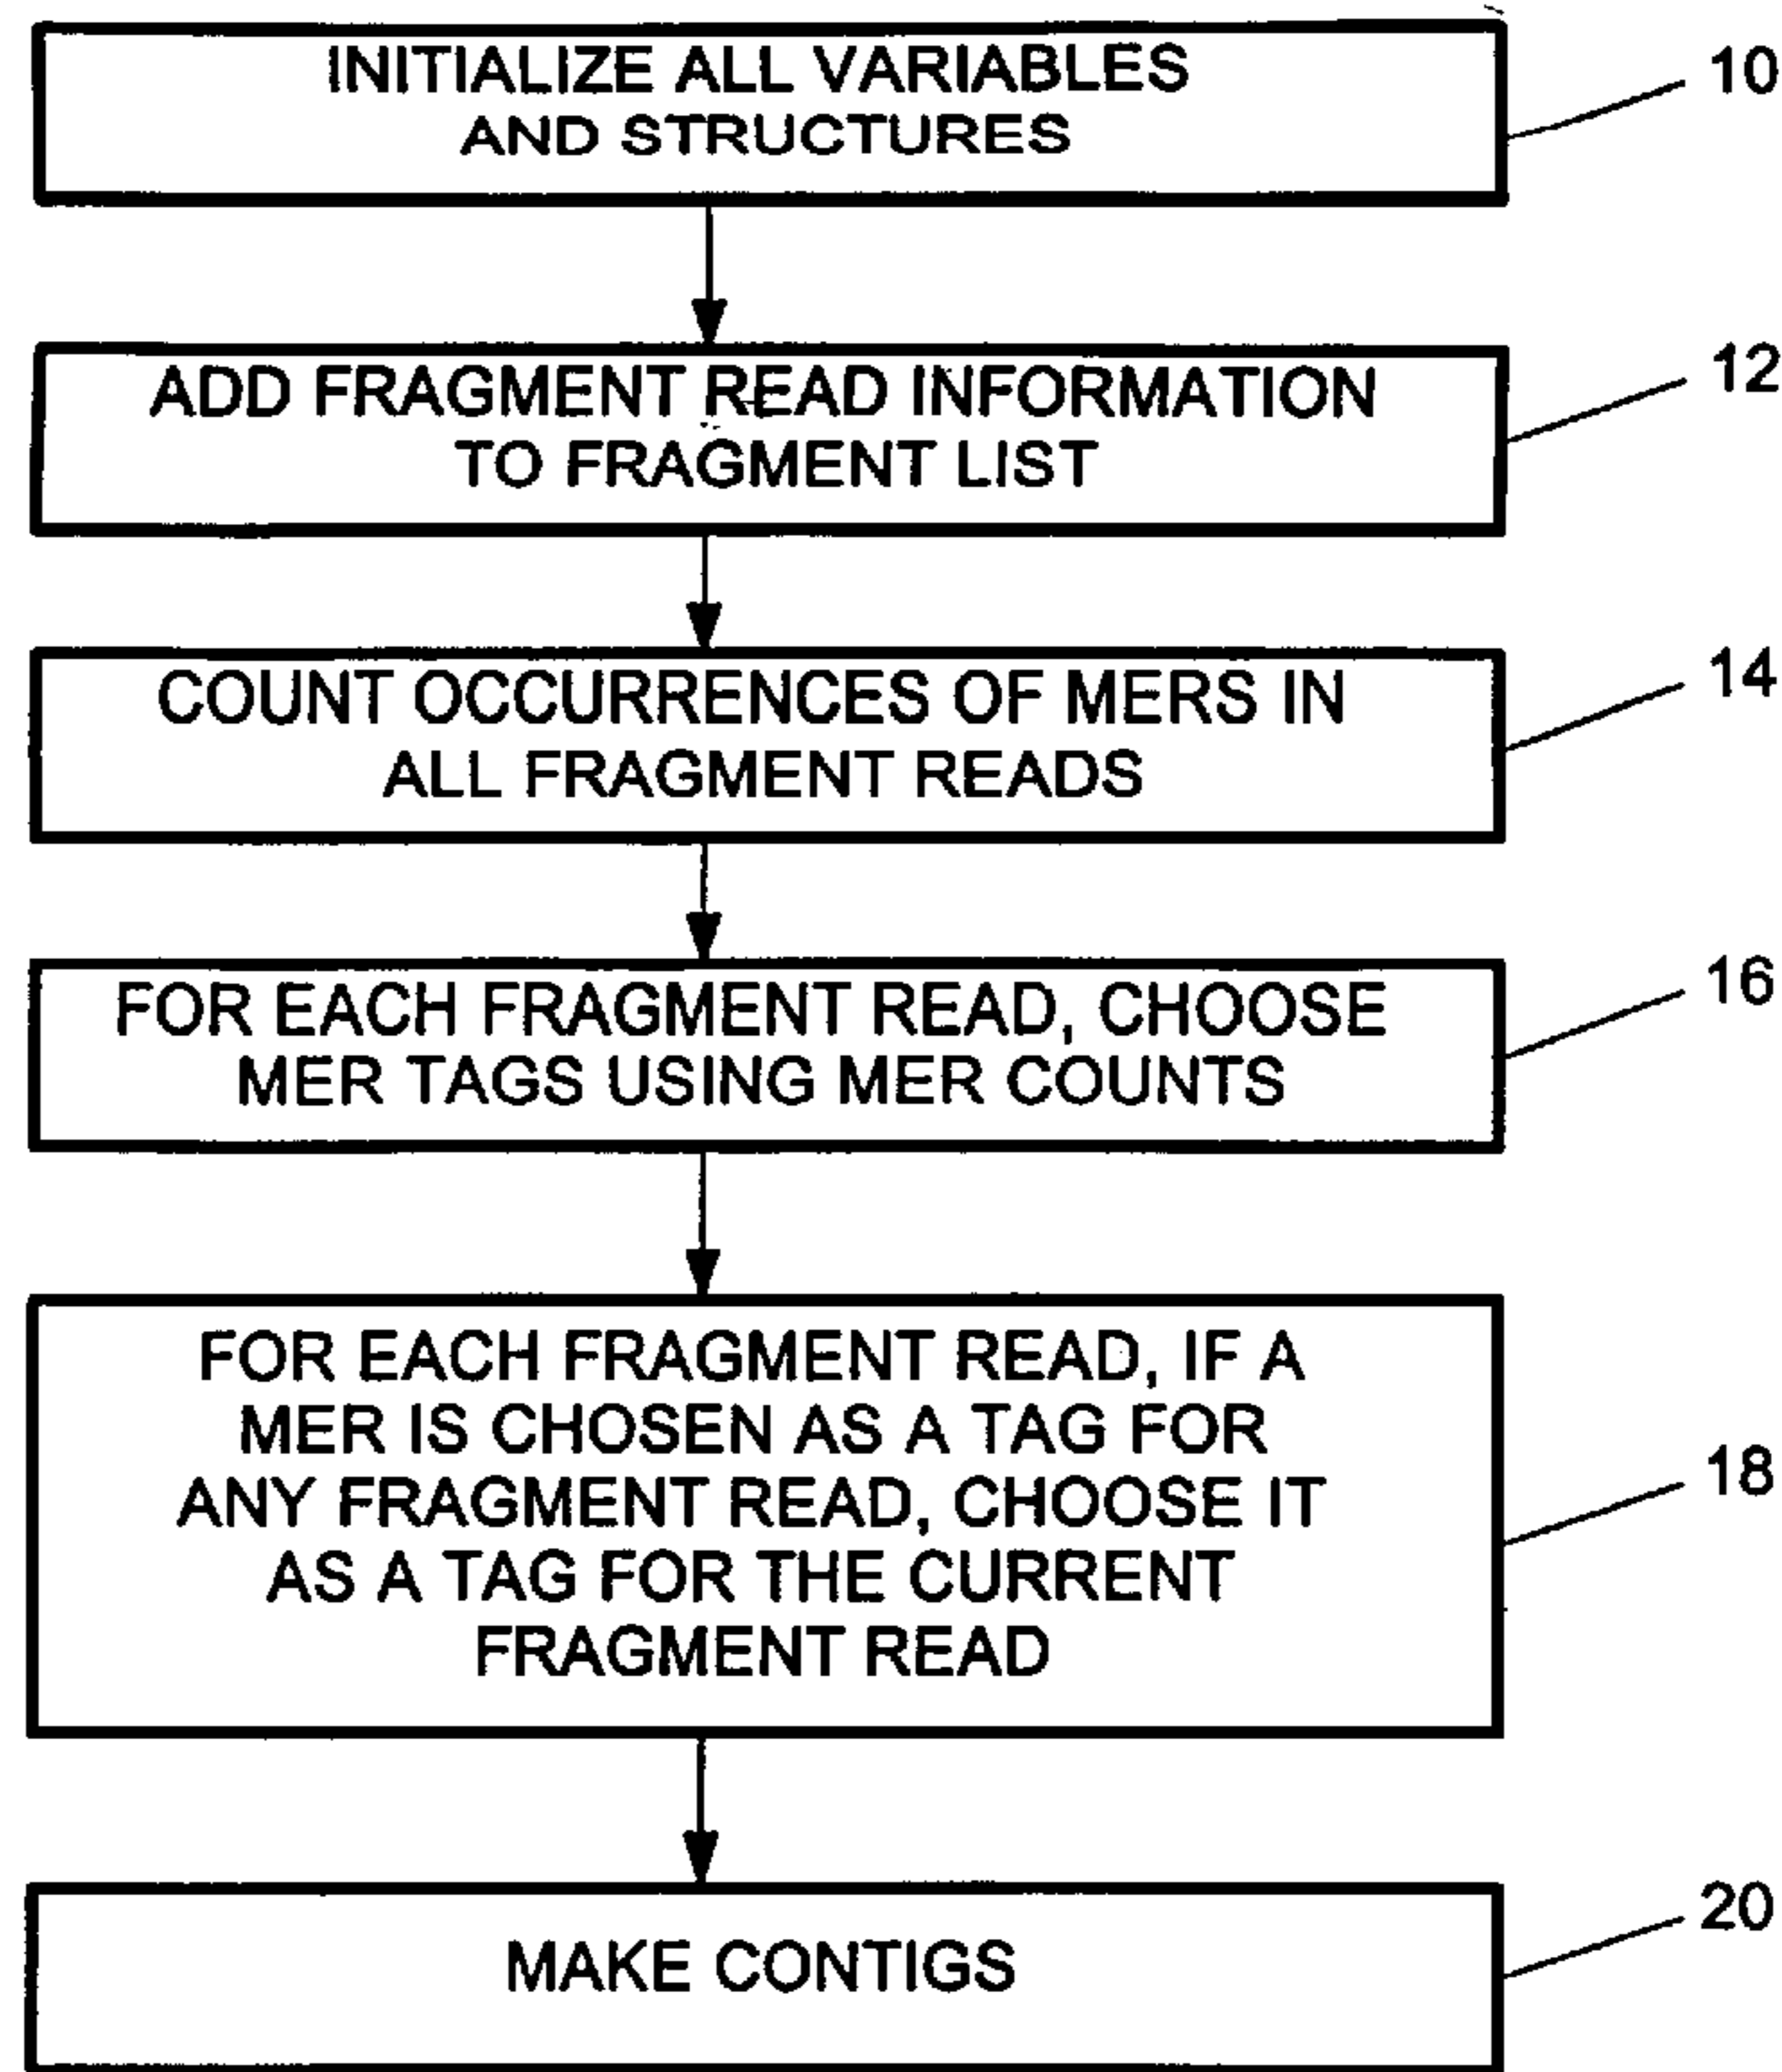 INITIALIZE ALL VARIABLES
AND STRUCTURES
10
ADD FRAGMENT READ INFORMATION
TO FRAGMENT LIST
12
COUNT OCCURRENCES OF MERS IN
ALL FRAGMENT READS
14
FOR EACH FRAGMENT READ, CHOOSE
MER TAGS USING MER COUNTS
16
FOR EACH FRAGMENT READ, IF A
MER IS CHOSEN AS A TAG FOR
ANY FRAGMENT READ, CHOOSE IT
AS A TAG FOR THE CURRENT
FRAGMENT READ
18
MAKE CONTIGS
20